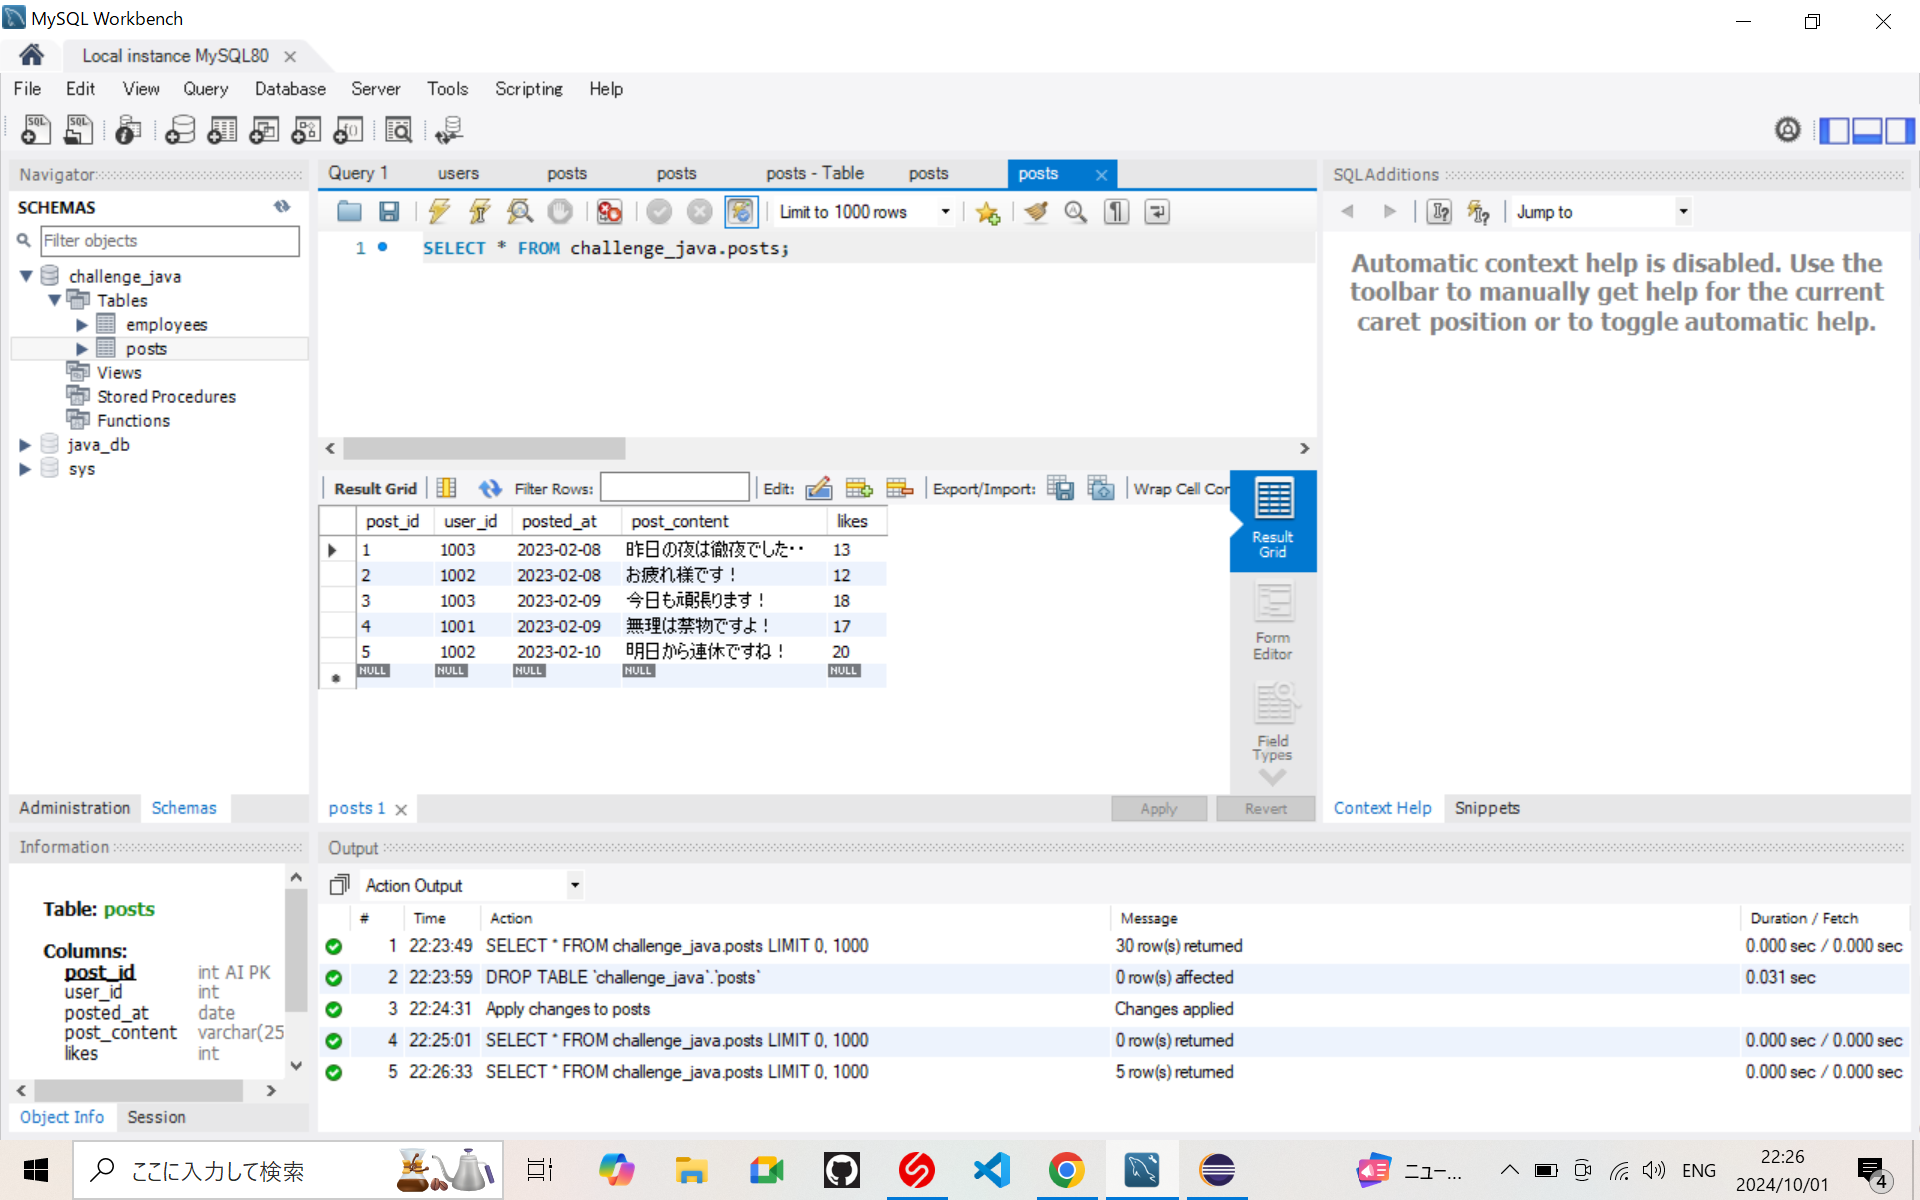 MySQL Workbench
Local instance MySQL80
File Edit View Query Database Server Tools Scripting Help
Navigator
SCHEMAS
Filter objects
challenge_java
Tables
employees
posts
Views
Stored Procedures
Functions
java_db
sys
Administration Schemas
Information
Table: posts
Columns:
post_id int AI PK
user_id int
posted_at date
post_content varchar(25
likes int
Object Info Session
Query 1 users posts posts posts - Table posts posts
Limit to 1000 rows
1 SELECT * FROM challenge_java.posts;
Result Grid Filter Rows: Edit: Export/Import: Wrap Cell Con
post_id user_id posted_at post_content likes
1 1003 2023-02-08 昨日の夜は徹夜でした・・ 13
2 1002 2023-02-08 お疲れ様です！ 12
3 1003 2023-02-09 今日も頑張ります！ 18
4 1001 2023-02-09 無理は禁物ですよ！ 17
5 1002 2023-02-10 明日から連休ですね！ 20
NULL NULL NULL NULL NULL
Result
Grid
Form
Editor
Field
Types
posts 1
Apply Revert
SQLAdditions
Jump to
Automatic context help is disabled. Use the
toolbar to manually get help for the current
caret position or to toggle automatic help.
Context Help Snippets
Output
Action Output
# Time Action Message Duration / Fetch
1 22:23:49 SELECT * FROM challenge_java.posts LIMIT 0, 1000 30 row(s) returned 0.000 sec / 0.000 sec
2 22:23:59 DROP TABLE `challenge_java`.`posts` 0 row(s) affected 0.031 sec
3 22:24:31 Apply changes to posts Changes applied
4 22:25:01 SELECT * FROM challenge_java.posts LIMIT 0, 1000 0 row(s) returned 0.000 sec / 0.000 sec
5 22:26:33 SELECT * FROM challenge_java.posts LIMIT 0, 1000 5 row(s) returned 0.000 sec / 0.000 sec
ここに入力して検索
ニュー...
ENG
22:26
2024/10/01
4